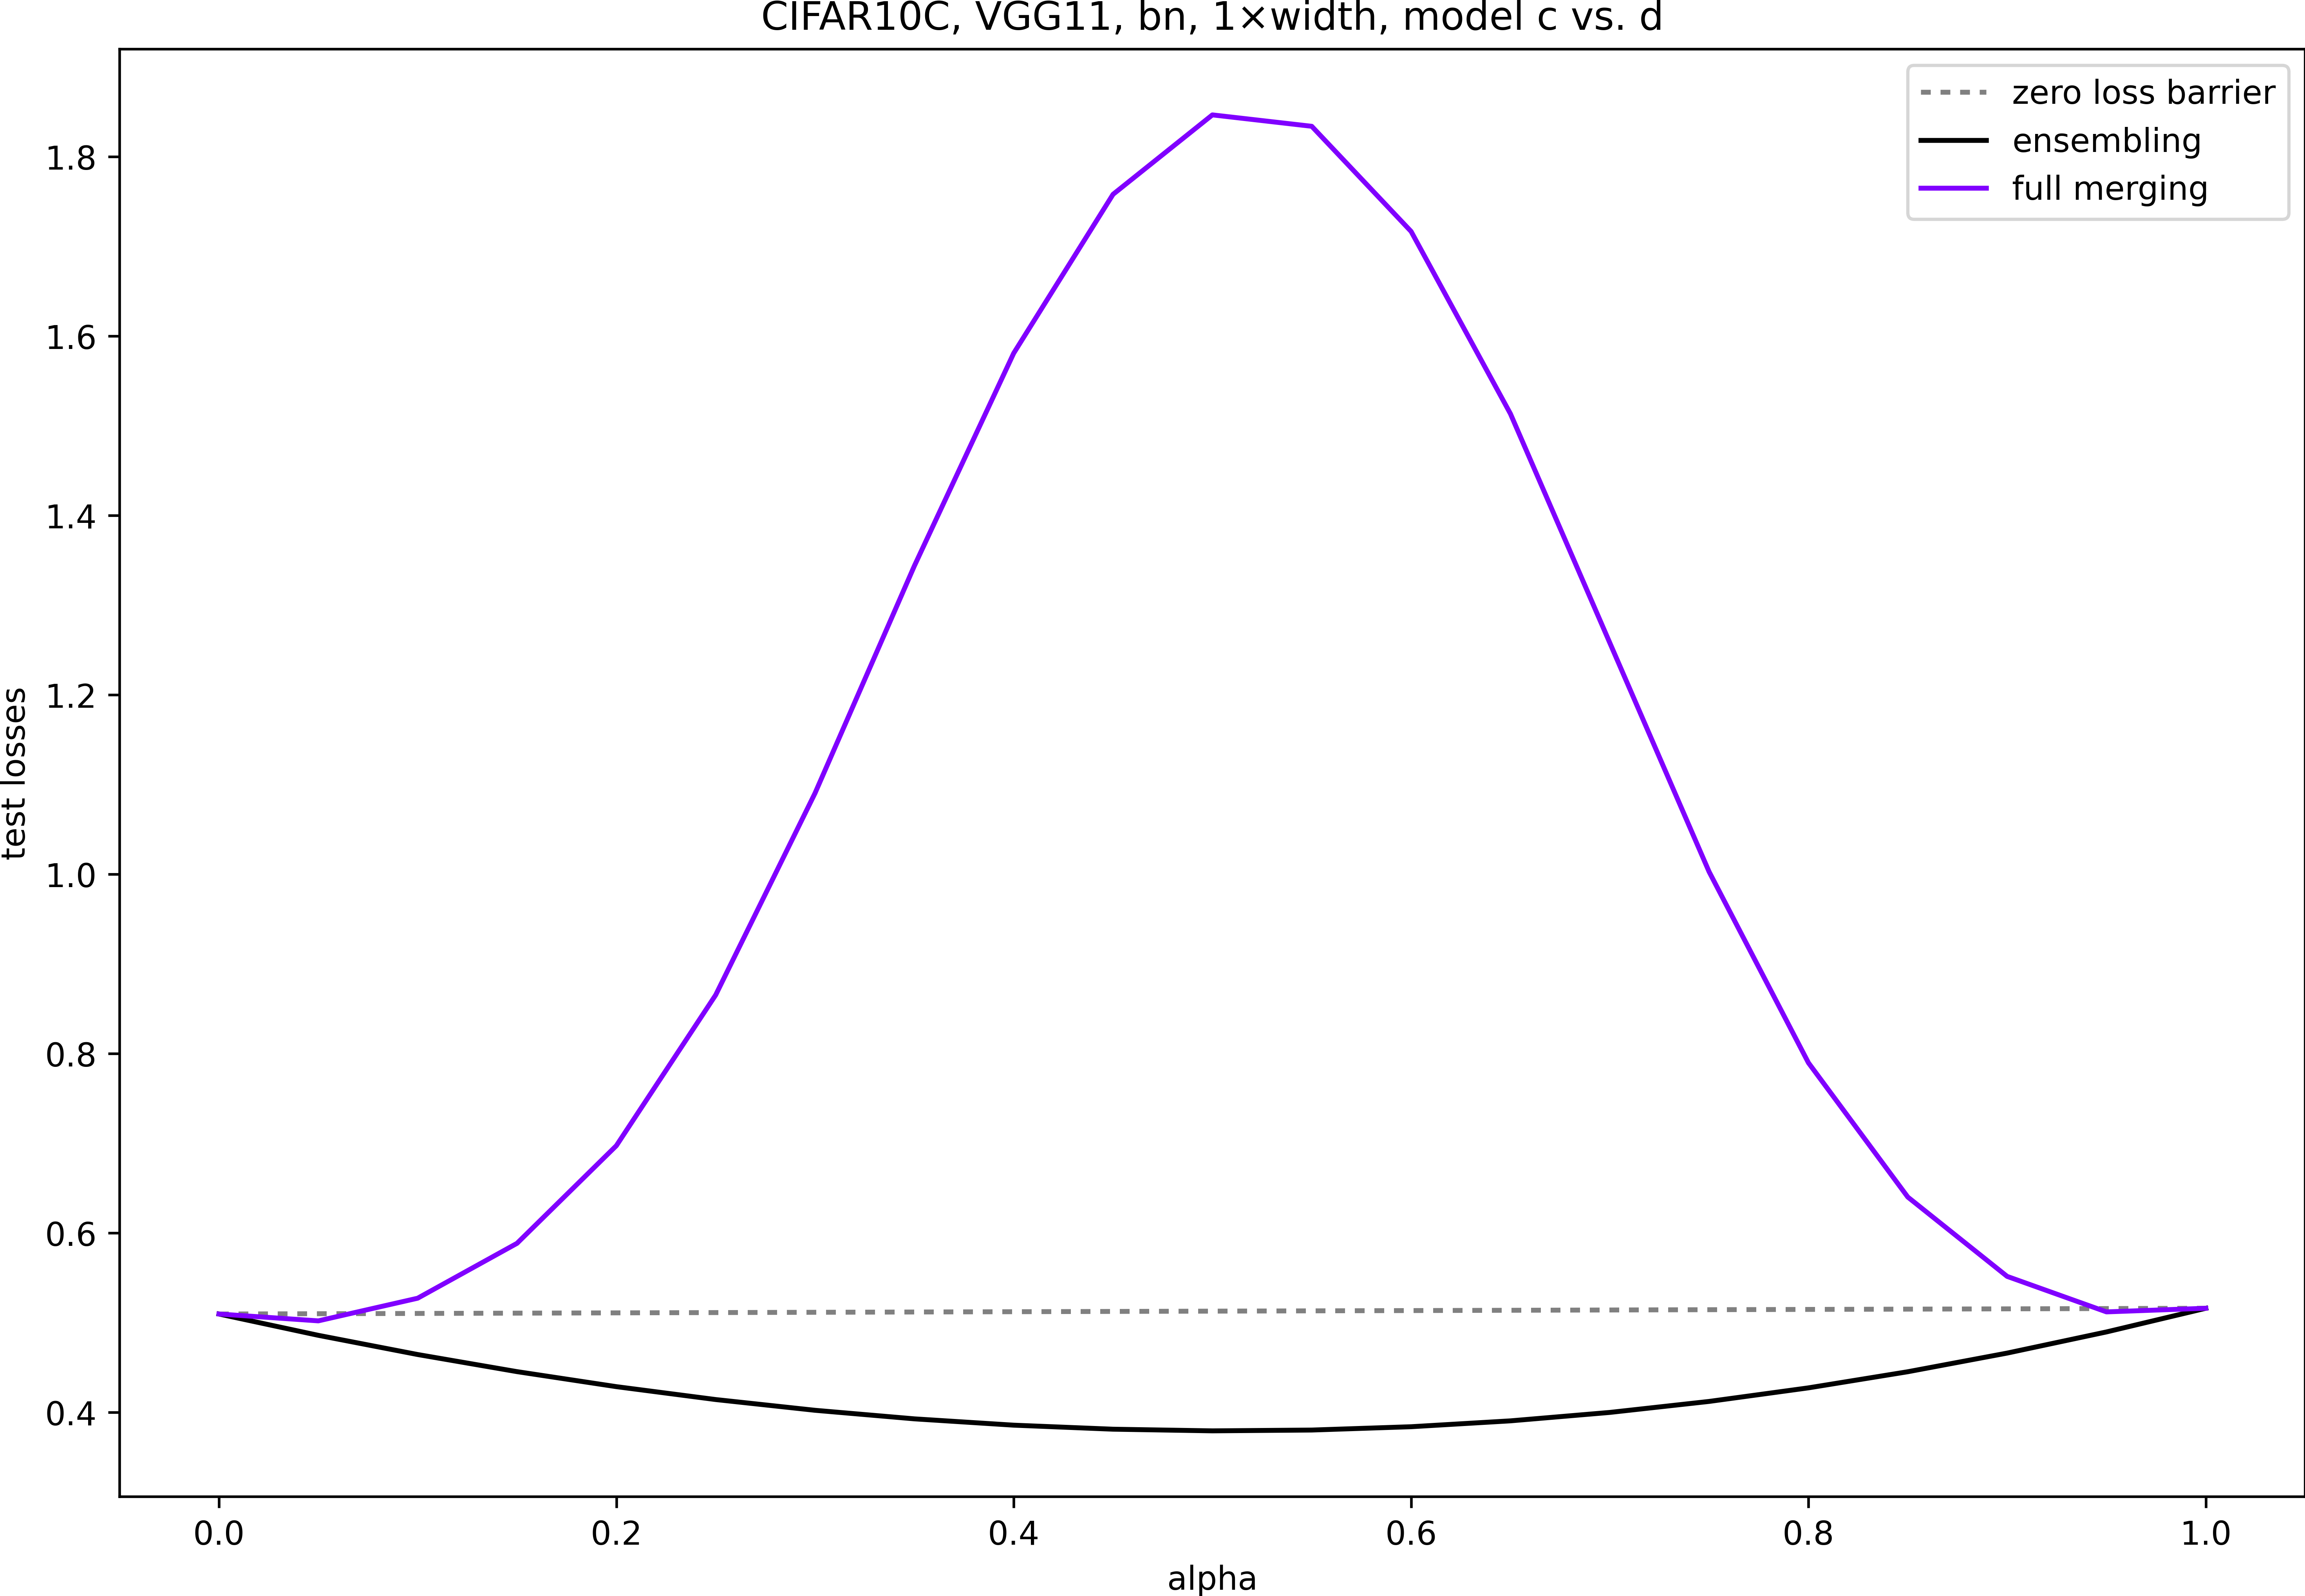 CIFAR10C, VGG11, bn, 1×width, model c vs. d
zero loss barrier
ensembling
full merging
test losses
1.8
1.6
1.4
1.2
1.0
0.8
0.6
0.4
0.0 0.2 0.4 0.6 0.8 1.0
alpha